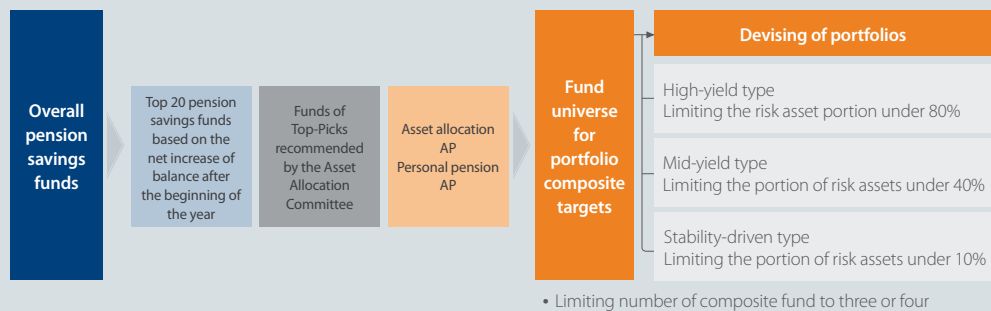 Overall
pension
savings
funds
Top 20 pension
savings funds
based on the
net increase of
balance after
the beginning of
the year
Funds of
Top-Picks
recommended
by the Asset
Allocation
Committee
Asset allocation
AP
Personal pension
AP
Fund
universe
for
portfolio
composite
targets
Devising of portfolios
High-yield type
Limiting the risk asset portion under 80%
Mid-yield type
Limiting the portion of risk assets under 40%
Stability-driven type
Limiting the portion of risk assets under 10%
• Limiting number of composite fund to three or four